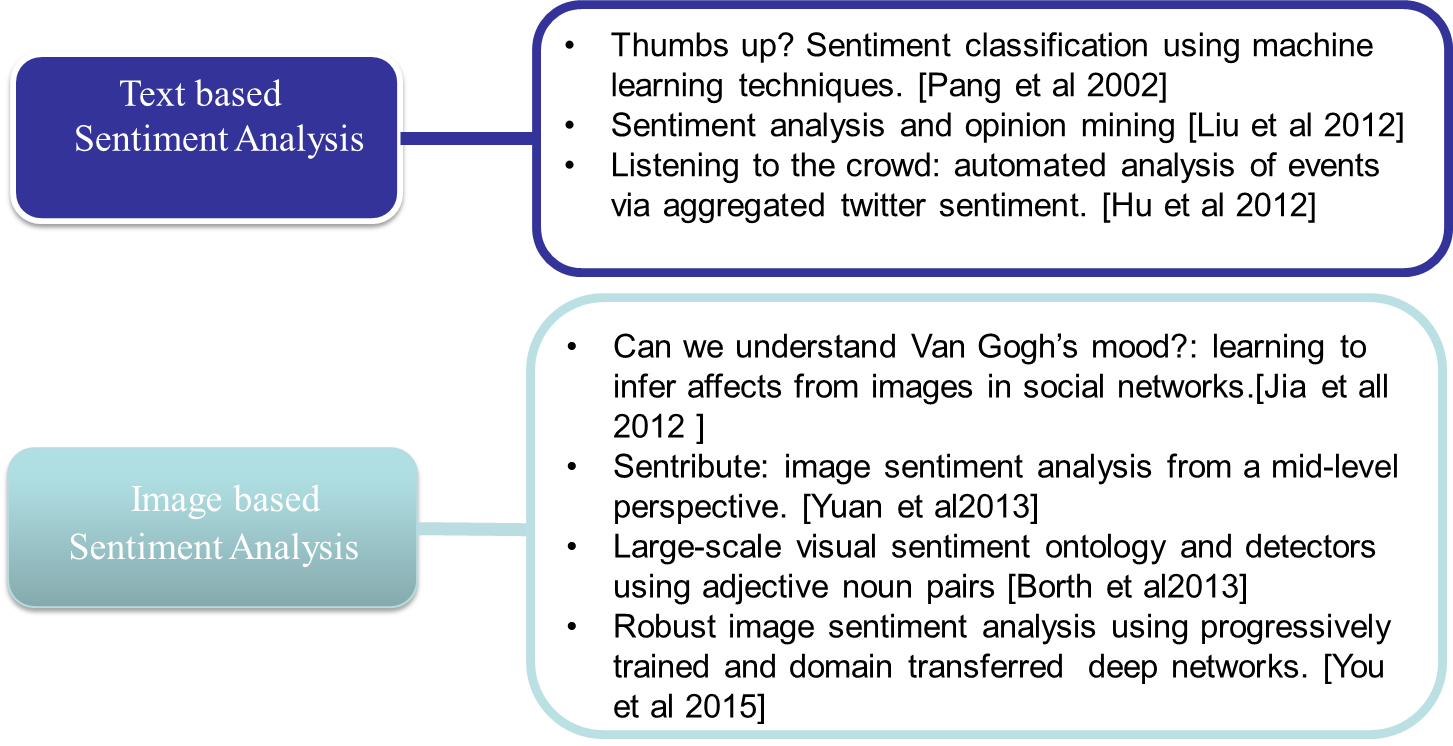 Text based
Sentiment Analysis
• Thumbs up? Sentiment classification using machine
learning techniques. [Pang et al 2002]
• Sentiment analysis and opinion mining [Liu et al 2012]
• Listening to the crowd: automated analysis of events
via aggregated twitter sentiment. [Hu et al 2012]
Image based
Sentiment Analysis
• Can we understand Van Gogh’s mood?: learning to
infer affects from images in social networks.[Jia et all
2012 ]
• Sentribute: image sentiment analysis from a mid-level
perspective. [Yuan et al2013]
• Large-scale visual sentiment ontology and detectors
using adjective noun pairs [Borth et al2013]
• Robust image sentiment analysis using progressively
trained and domain transferred deep networks. [You
et al 2015]